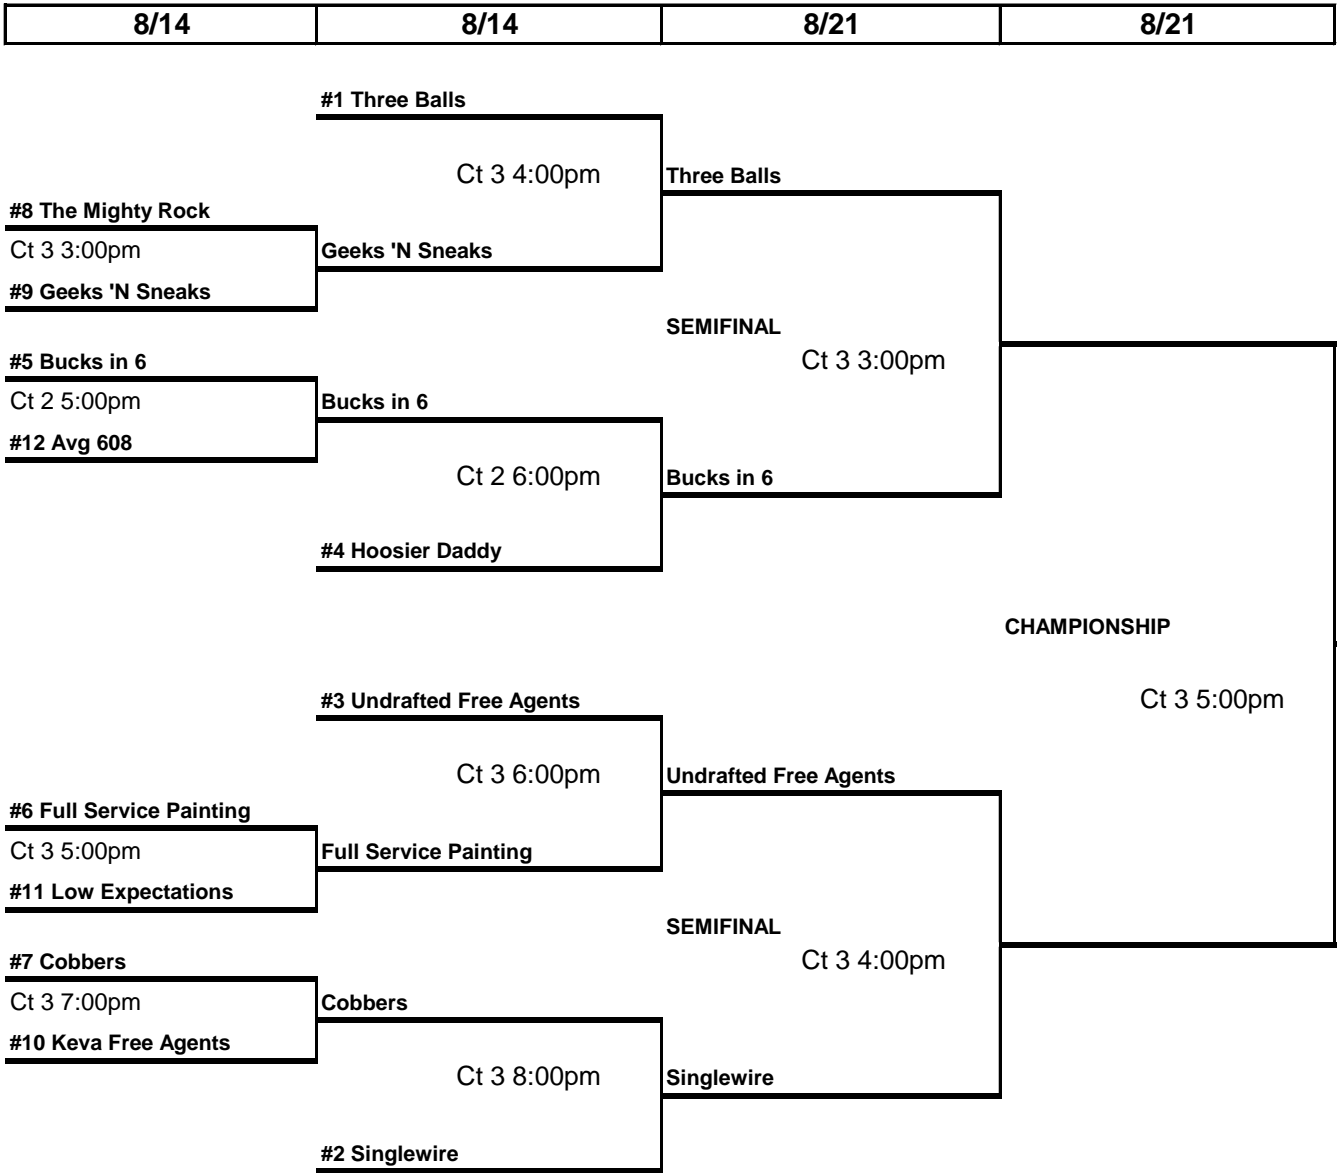 8/14 8/14 8/21 8/21
#1 Three Balls
Ct 3 4:00pm
Three Balls
#8 The Mighty Rock
Ct 3 3:00pm
Geeks 'N Sneaks
#9 Geeks 'N Sneaks
SEMIFINAL
Ct 3 3:00pm
#5 Bucks in 6
Ct 2 5:00pm
Bucks in 6
#12 Avg 608
Ct 2 6:00pm
Bucks in 6
#4 Hoosier Daddy
CHAMPIONSHIP
Ct 3 5:00pm
#3 Undrafted Free Agents
Ct 3 6:00pm
Undrafted Free Agents
#6 Full Service Painting
Ct 3 5:00pm
Full Service Painting
#11 Low Expectations
SEMIFINAL
Ct 3 4:00pm
#7 Cobbers
Ct 3 7:00pm
Cobbers
#10 Keva Free Agents
Ct 3 8:00pm
Singlewire
#2 Singlewire